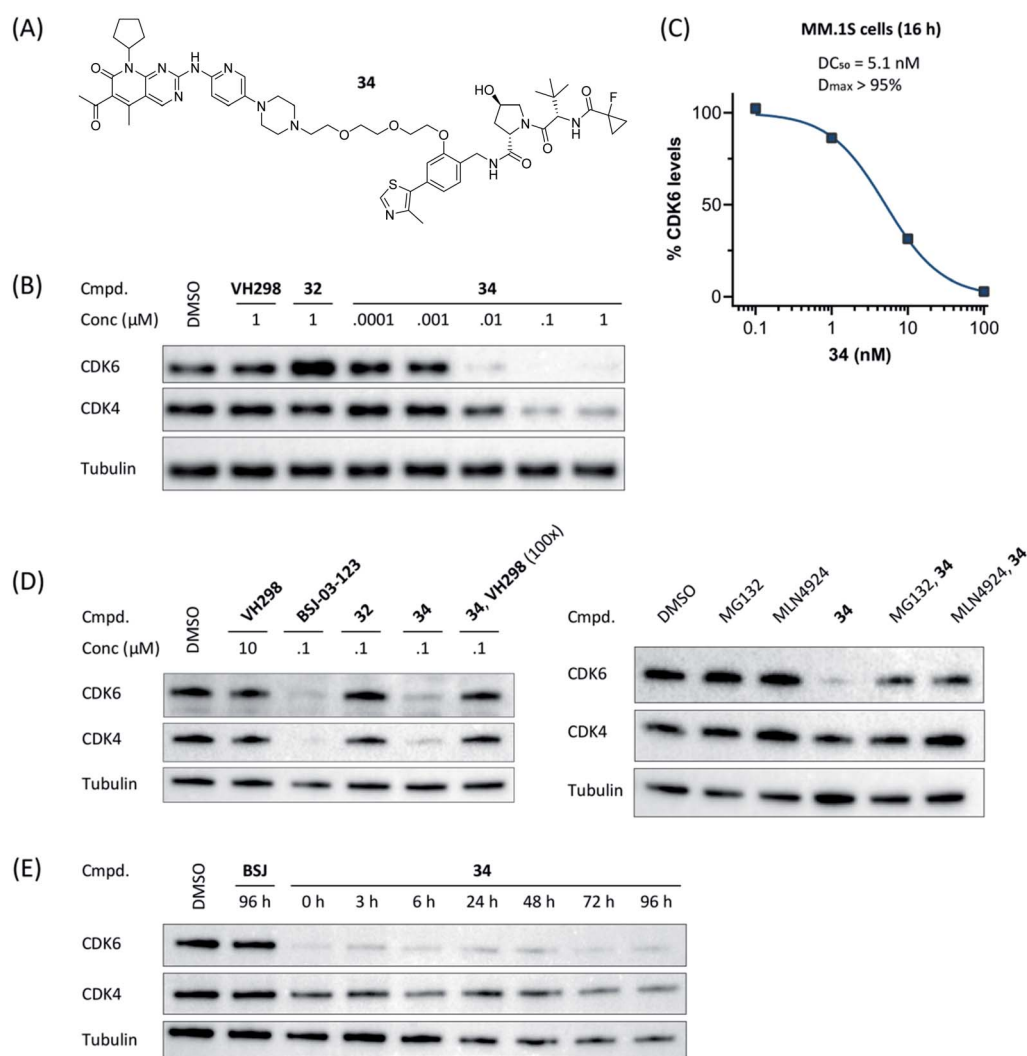 (A)
34
O
N
N
N
NH
N
O
N
N
O
O
O
HO
N
O
NH
O
F
O
NH
S
N
(B)
Cmpd.
DMSO
VH298
32
34
Conc (µM)
1
1
.0001
.001
.01
.1
1
CDK6
CDK4
Tubulin
(C)
MM.1S cells (16 h)
DC₅₀ = 5.1 nM
Dmax > 95%
% CDK6 levels
100
50
0
0.1
1
10
100
34 (nM)
(D)
Cmpd.
DMSO
VH298
BSJ-03-123
32
34
34, VH298 (100x)
Conc (µM)
10
.1
.1
.1
.1
CDK6
CDK4
Tubulin
Cmpd.
DMSO
MG132
MLN4924
34
MG132, 34
MLN4924, 34
CDK6
CDK4
Tubulin
(E)
Cmpd.
DMSO
BSJ
34
96 h
0 h
3 h
6 h
24 h
48 h
72 h
96 h
CDK6
CDK4
Tubulin